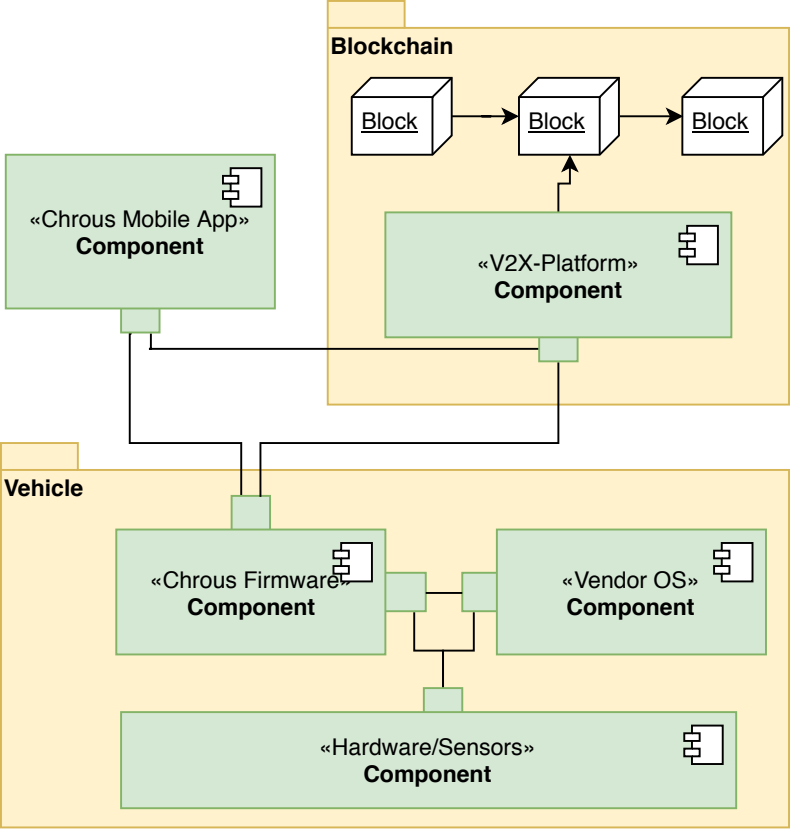 Blockchain
Block
Block
Block
«Chrous Mobile App»
Component
«V2X-Platform»
Component
Vehicle
«Chrous Firmware»
Component
«Vendor OS»
Component
«Hardware/Sensors»
Component